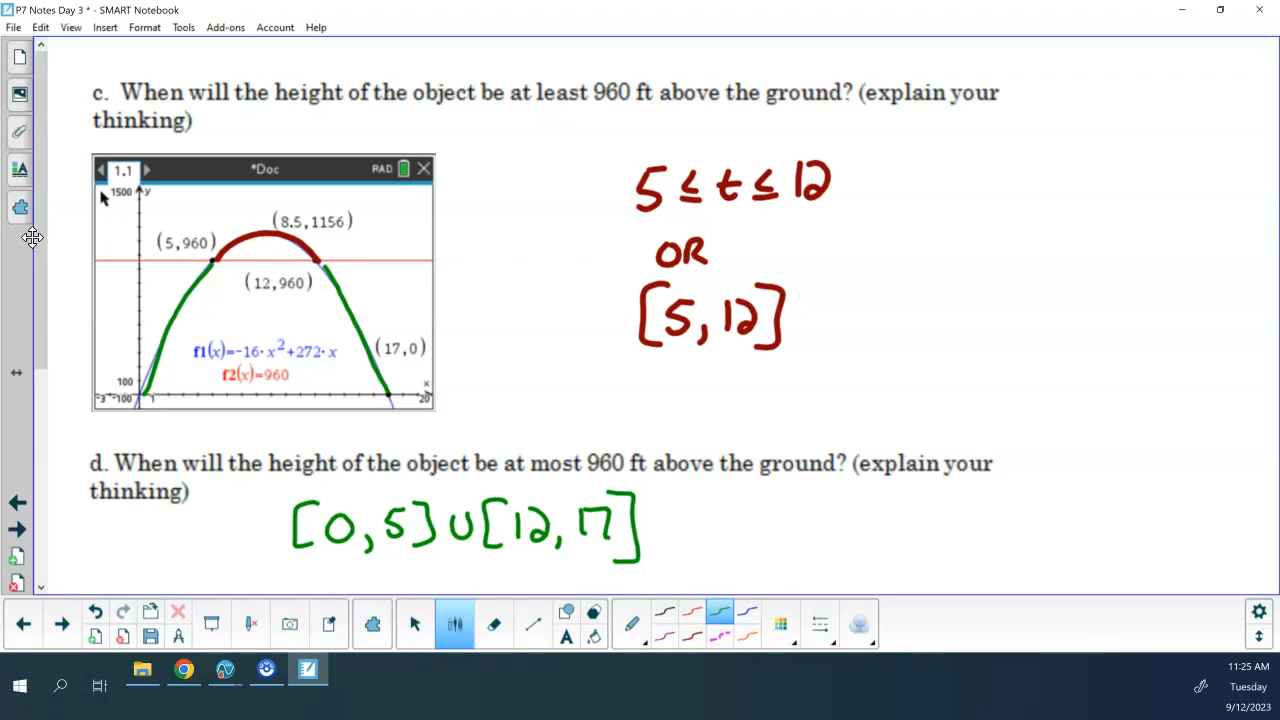 P7 Notes Day 3 * - SMART Notebook
File Edit View Insert Format Tools Add-ons Account Help
c. When will the height of the object be at least 960 ft above the ground? (explain your
thinking)
1.1 *Doc RAD
1500 y
(8.5,1156)
(5,960)
(12,960)
f1(x)=-16·x²+272·x
(17,0)
f2(x)=960
100
x
-3 -100 1 20
5 ≤ t ≤ 12
OR
[5,12]
d. When will the height of the object be at most 960 ft above the ground? (explain your
thinking)
[0,5]∪[12,17]
11:25 AM
Tuesday
9/12/2023